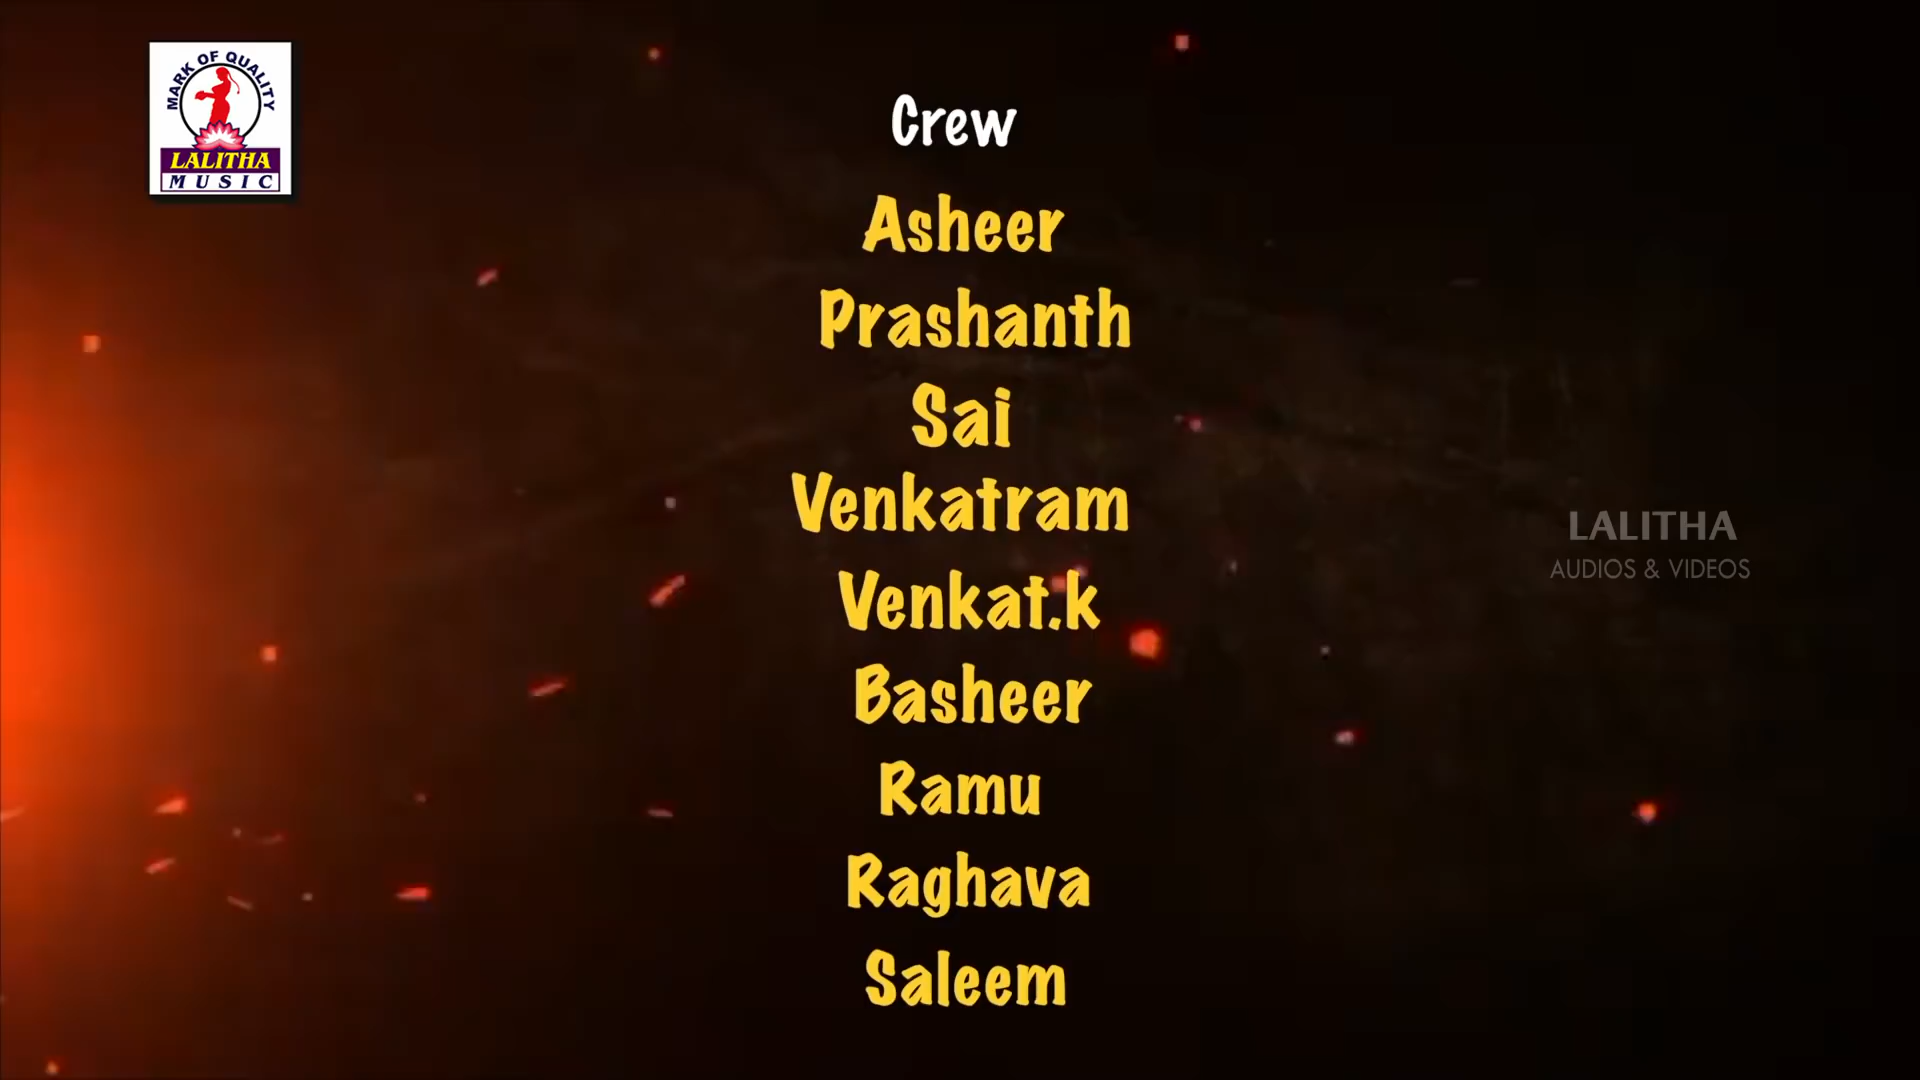 MARK OF QUALITY
LALITHA
MUSIC
Crew
Asheer
Prashanth
Sai
Venkatram
Venkat.k
Basheer
Ramu
Raghava
Saleem
LALITHA
AUDIOS & VIDEOS